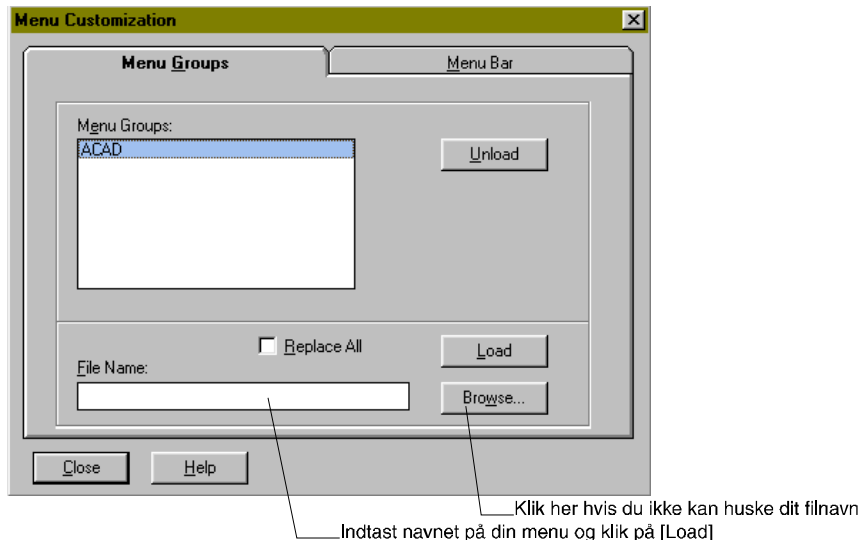 Menu Customization
Menu Groups
Menu Bar
Menu Groups:
ACAD
Unload
Replace All
Load
File Name:
Browse...
Close
Help
Klik her hvis du ikke kan huske dit filnavn
Indtast navnet på din menu og klik på [Load]